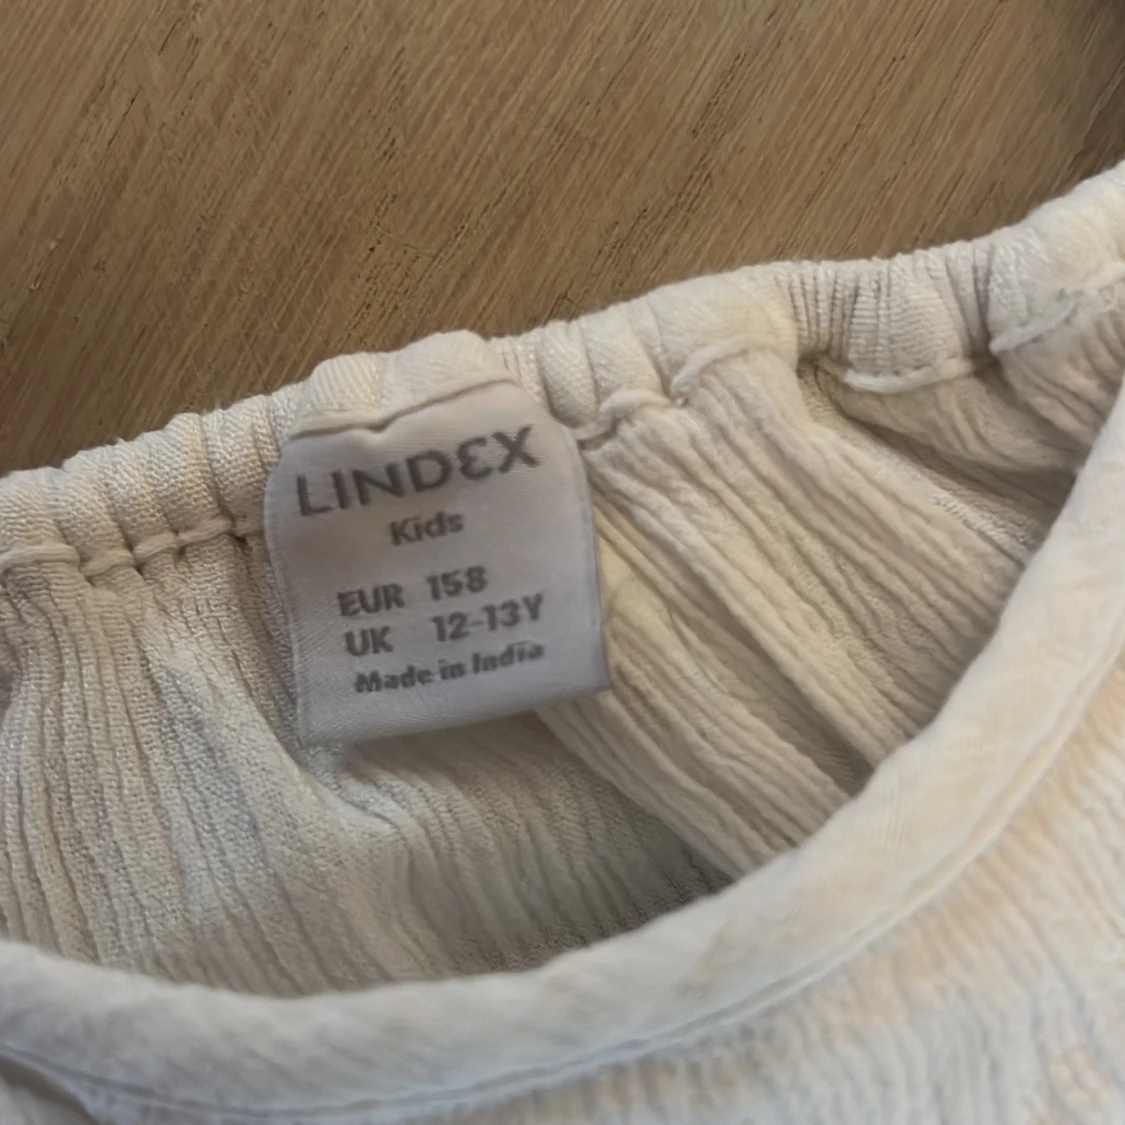 LINDEX
Kids
EUR 158
UK 12-13Y
Made in India